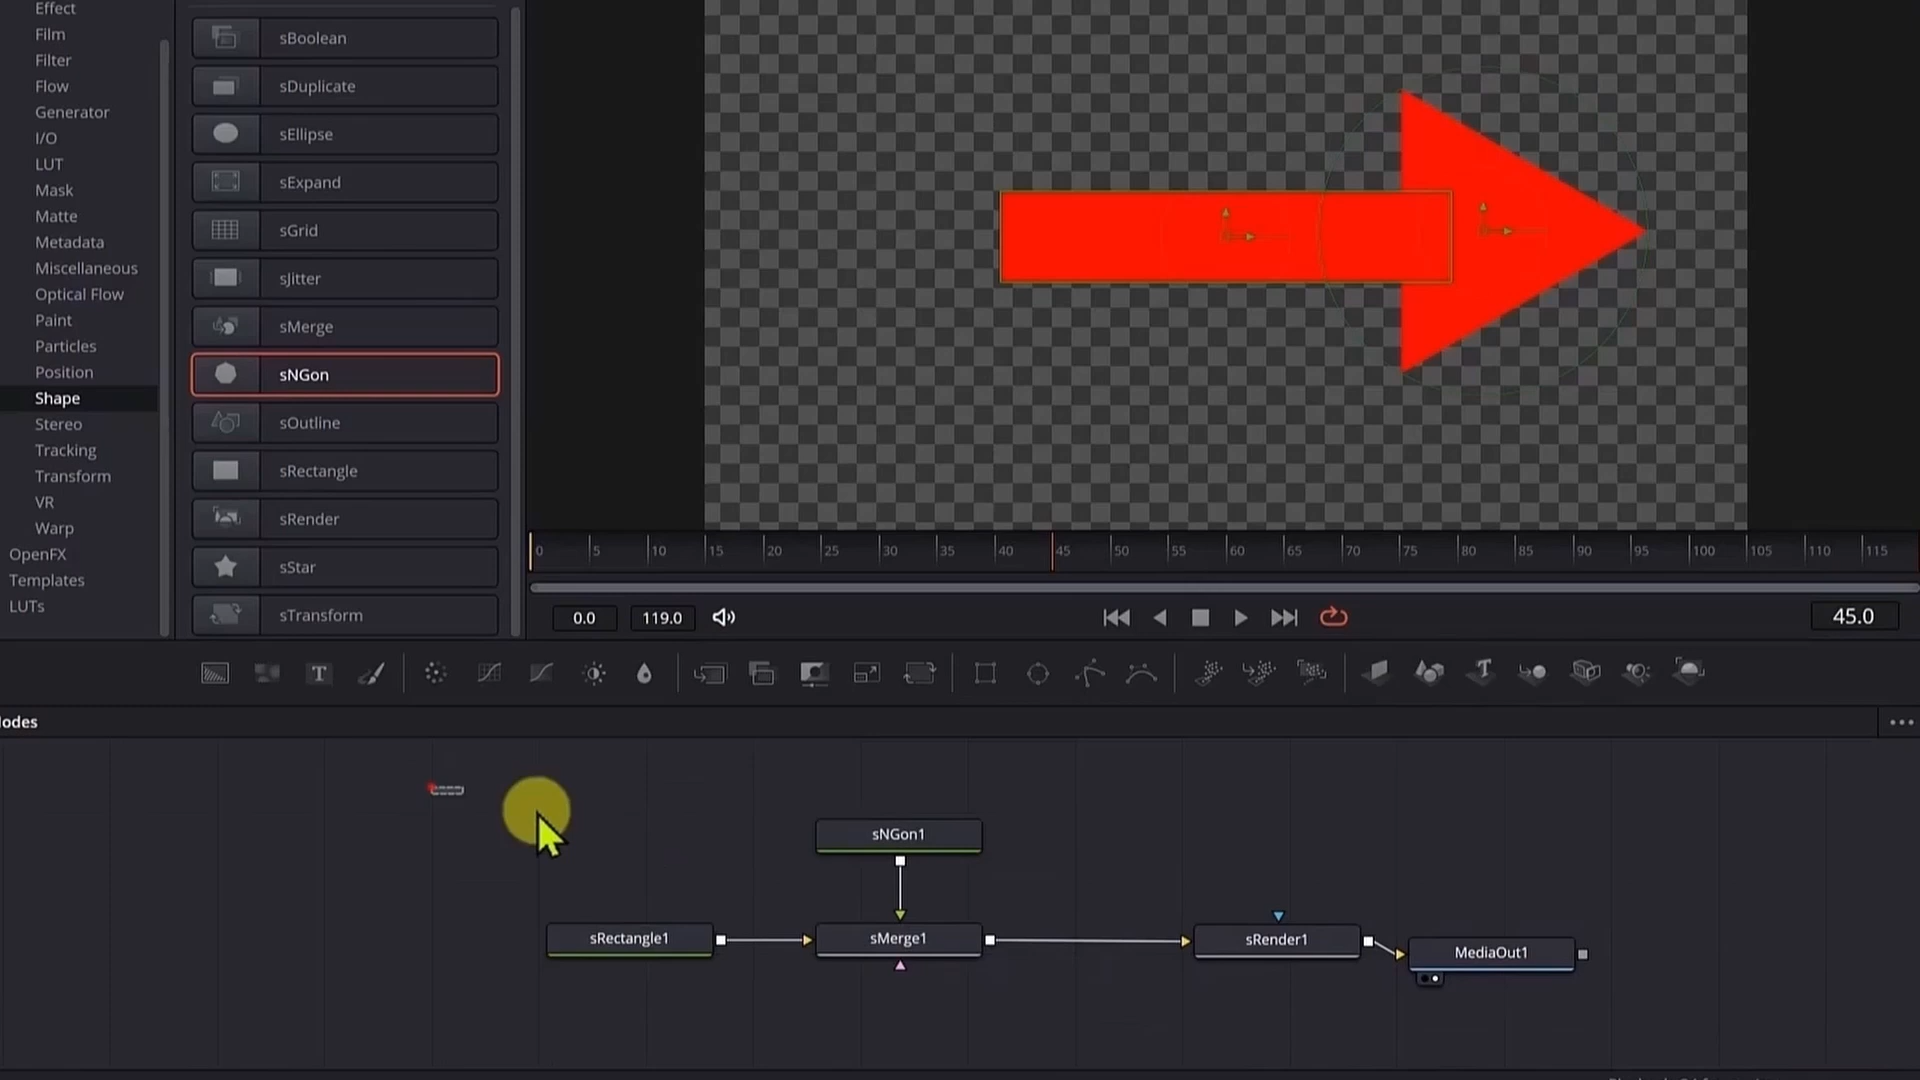 Effect
Film
Filter
Flow
Generator
I/O
LUT
Mask
Matte
Metadata
Miscellaneous
Optical Flow
Paint
Particles
Position
Shape
Stereo
Tracking
Transform
VR
Warp
OpenFX
Templates
LUTs
sBoolean
sDuplicate
sEllipse
sExpand
sGrid
sJitter
sMerge
sNGon
sOutline
sRectangle
sRender
sStar
sTransform
0 5 10 15 20 25 30 35 40 45 50 55 60 65 70 75 80 85 90 95 100 105 110 115
0.0 119.0 45.0
T T
odes
sNGon1
sRectangle1 sMerge1 sRender1 MediaOut1